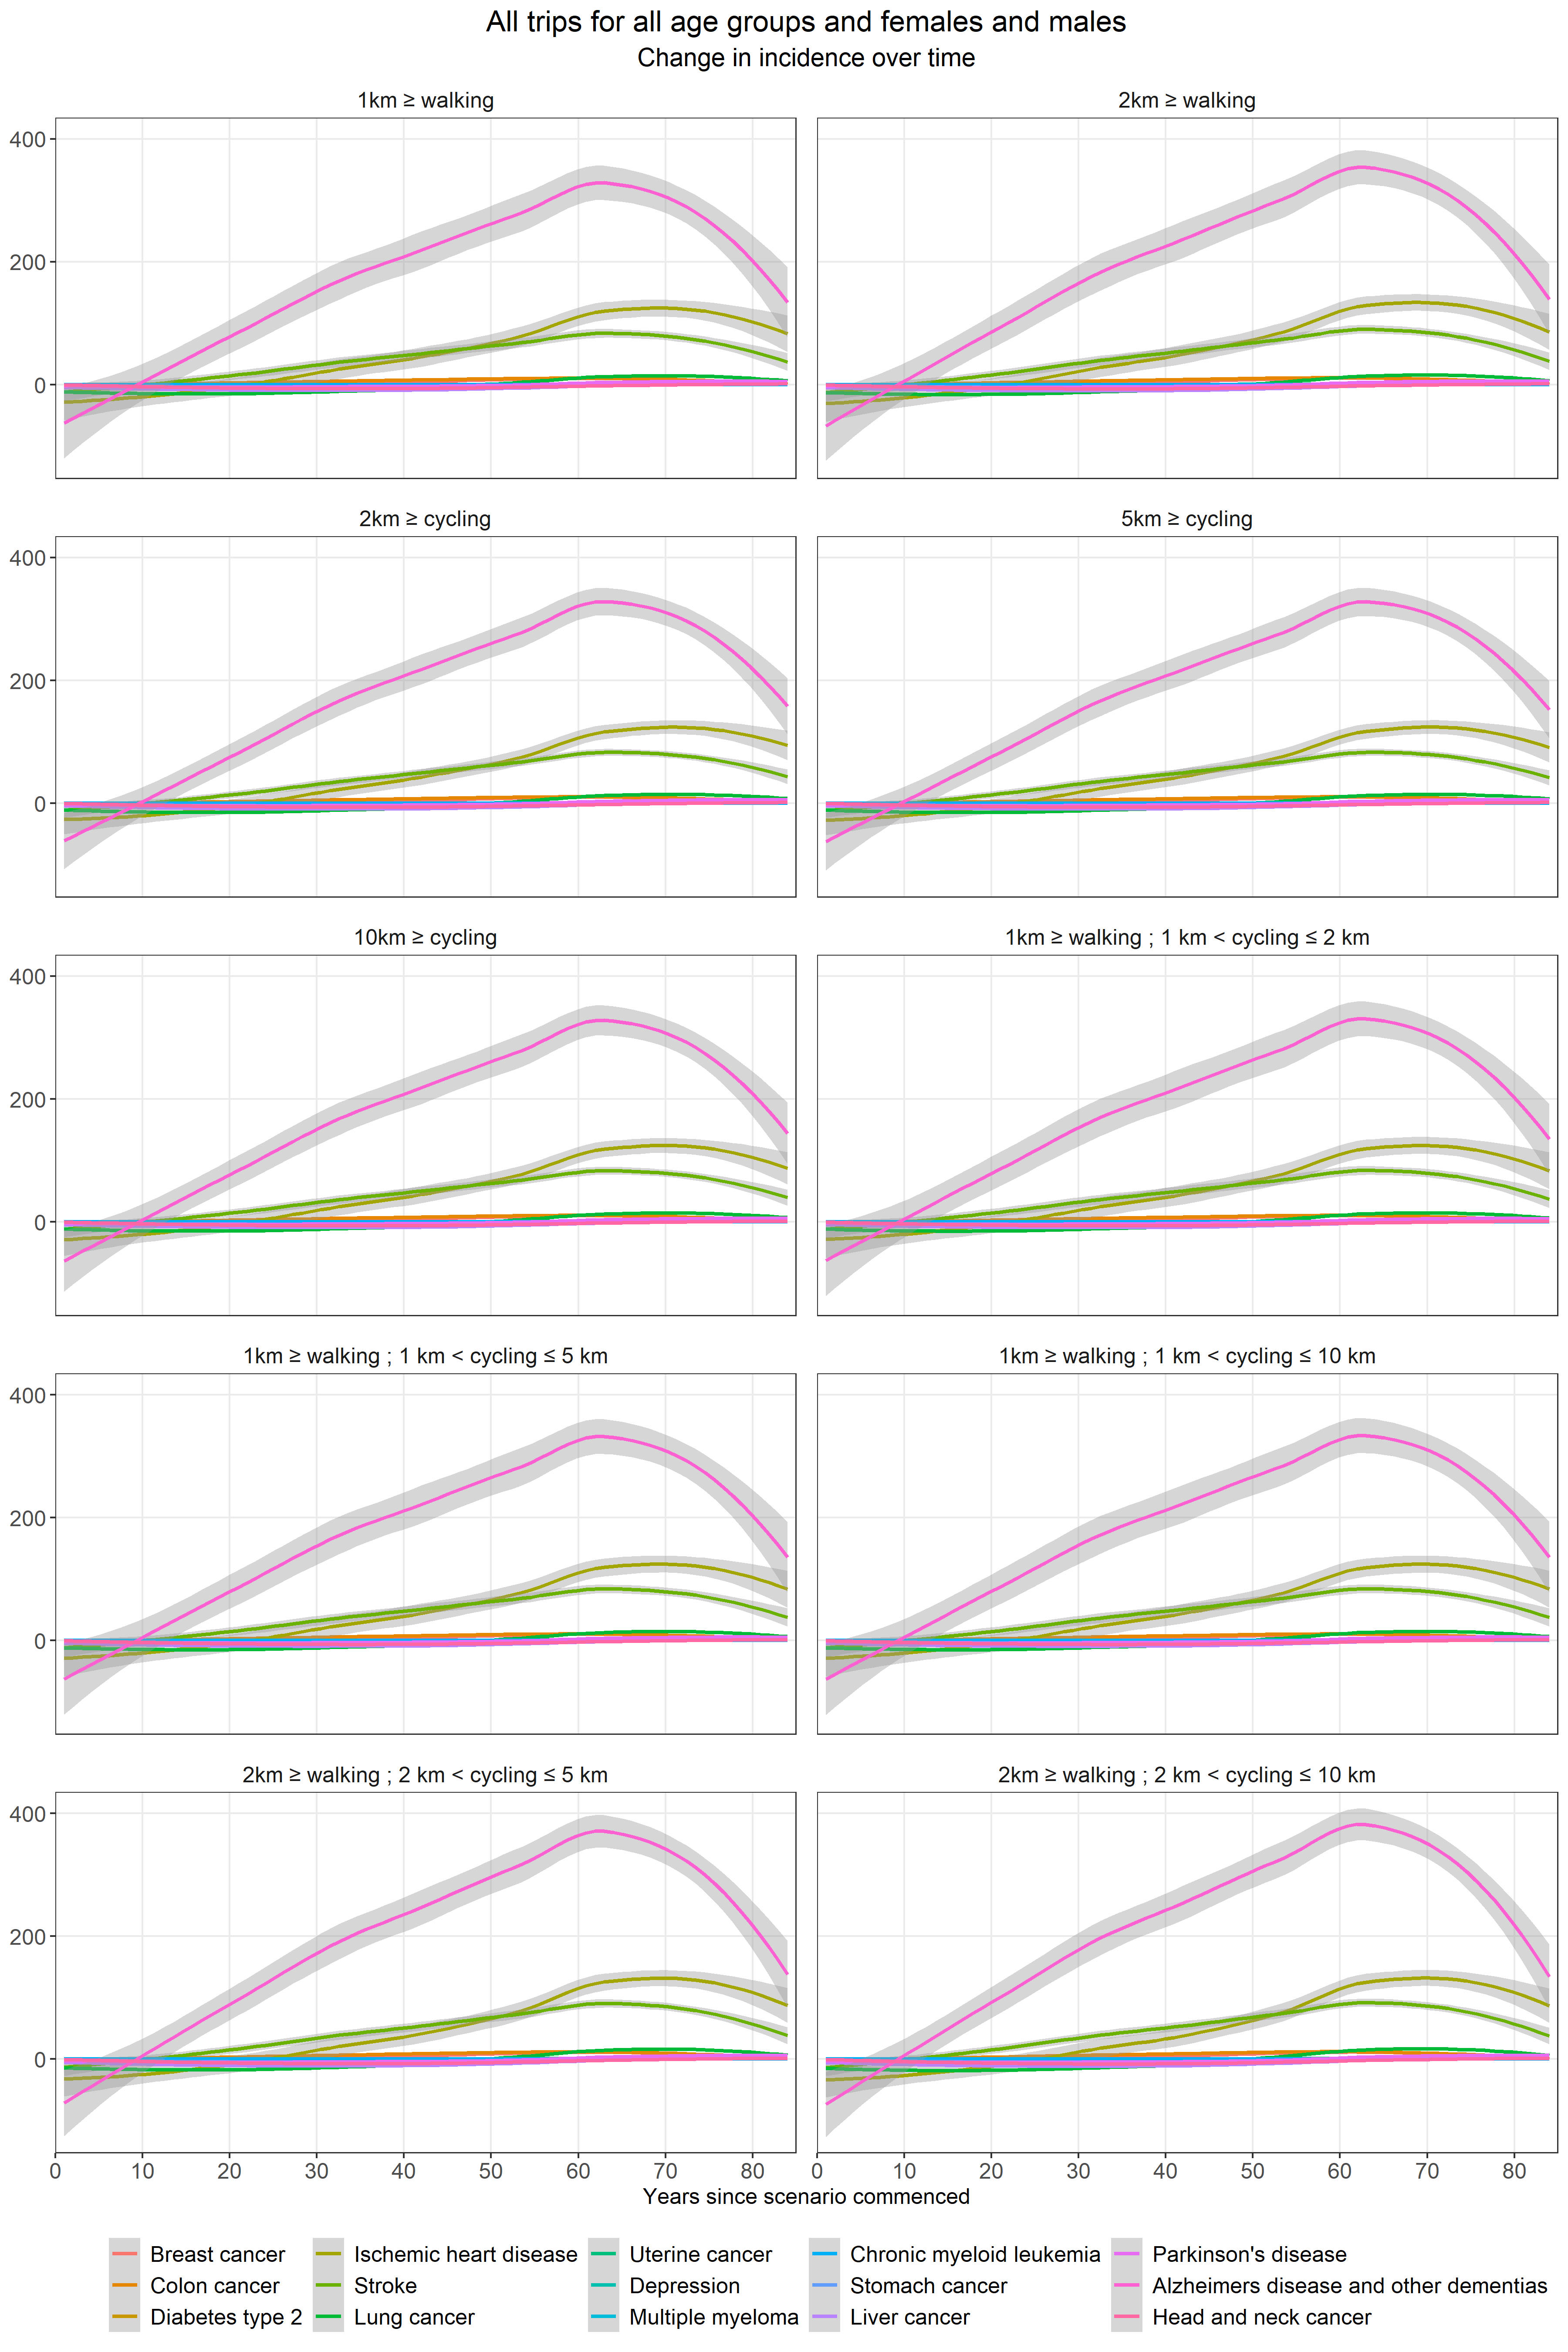 All trips for all age groups and females and males
Change in incidence over time
1km ≥ walking
2km ≥ walking
400
200
0
2km ≥ cycling
5km ≥ cycling
400
200
0
10km ≥ cycling
1km ≥ walking ; 1 km < cycling ≤ 2 km
400
200
0
1km ≥ walking ; 1 km < cycling ≤ 5 km
1km ≥ walking ; 1 km < cycling ≤ 10 km
400
200
0
2km ≥ walking ; 2 km < cycling ≤ 5 km
2km ≥ walking ; 2 km < cycling ≤ 10 km
400
200
0
0 10 20 30 40 50 60 70 80
0 10 20 30 40 50 60 70 80
Years since scenario commenced
Breast cancer
Colon cancer
Diabetes type 2
Ischemic heart disease
Stroke
Lung cancer
Uterine cancer
Depression
Multiple myeloma
Chronic myeloid leukemia
Stomach cancer
Liver cancer
Parkinson's disease
Alzheimers disease and other dementias
Head and neck cancer